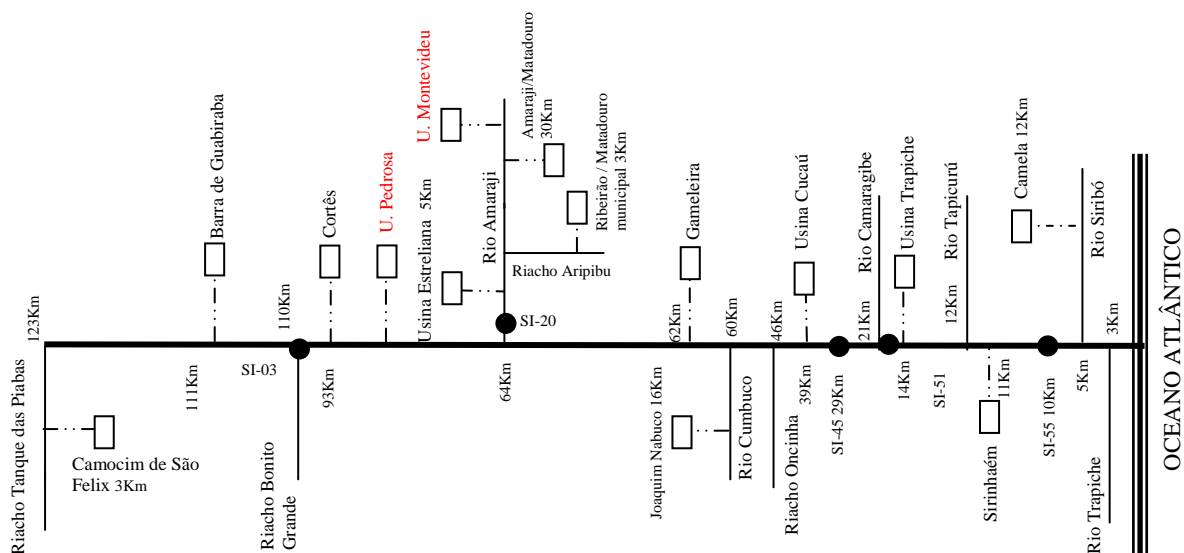 123Km
Riacho Tanque das Piabas
Camocim de São
Felix 3Km
111Km
Barra de Guabiraba
SI-03
110Km
Riacho Bonito
Grande
93Km
Cortês
U. Pedrosa
Usina Estreliana 5Km
U. Montevideu
Rio Amaraji
Amaraji/Matadouro
30Km
Ribeirão / Matadouro
municipal 3Km
Riacho Aripibu
SI-20
64Km
62Km
Gameleira
Joaquim Nabuco 16Km
60Km
Rio Cumbuco
46Km
Riacho Oncinha
39Km
Usina Cucaú
SI-45 29Km
21Km
Rio Camaragibe
14Km
Usina Trapiche
SI-51
12Km
Rio Tapicurú
11Km
Sirinhaém
SI-55 10Km
Camela 12Km
5Km
Rio Siribó
3Km
Rio Trapiche
OCEANO ATLÂNTICO